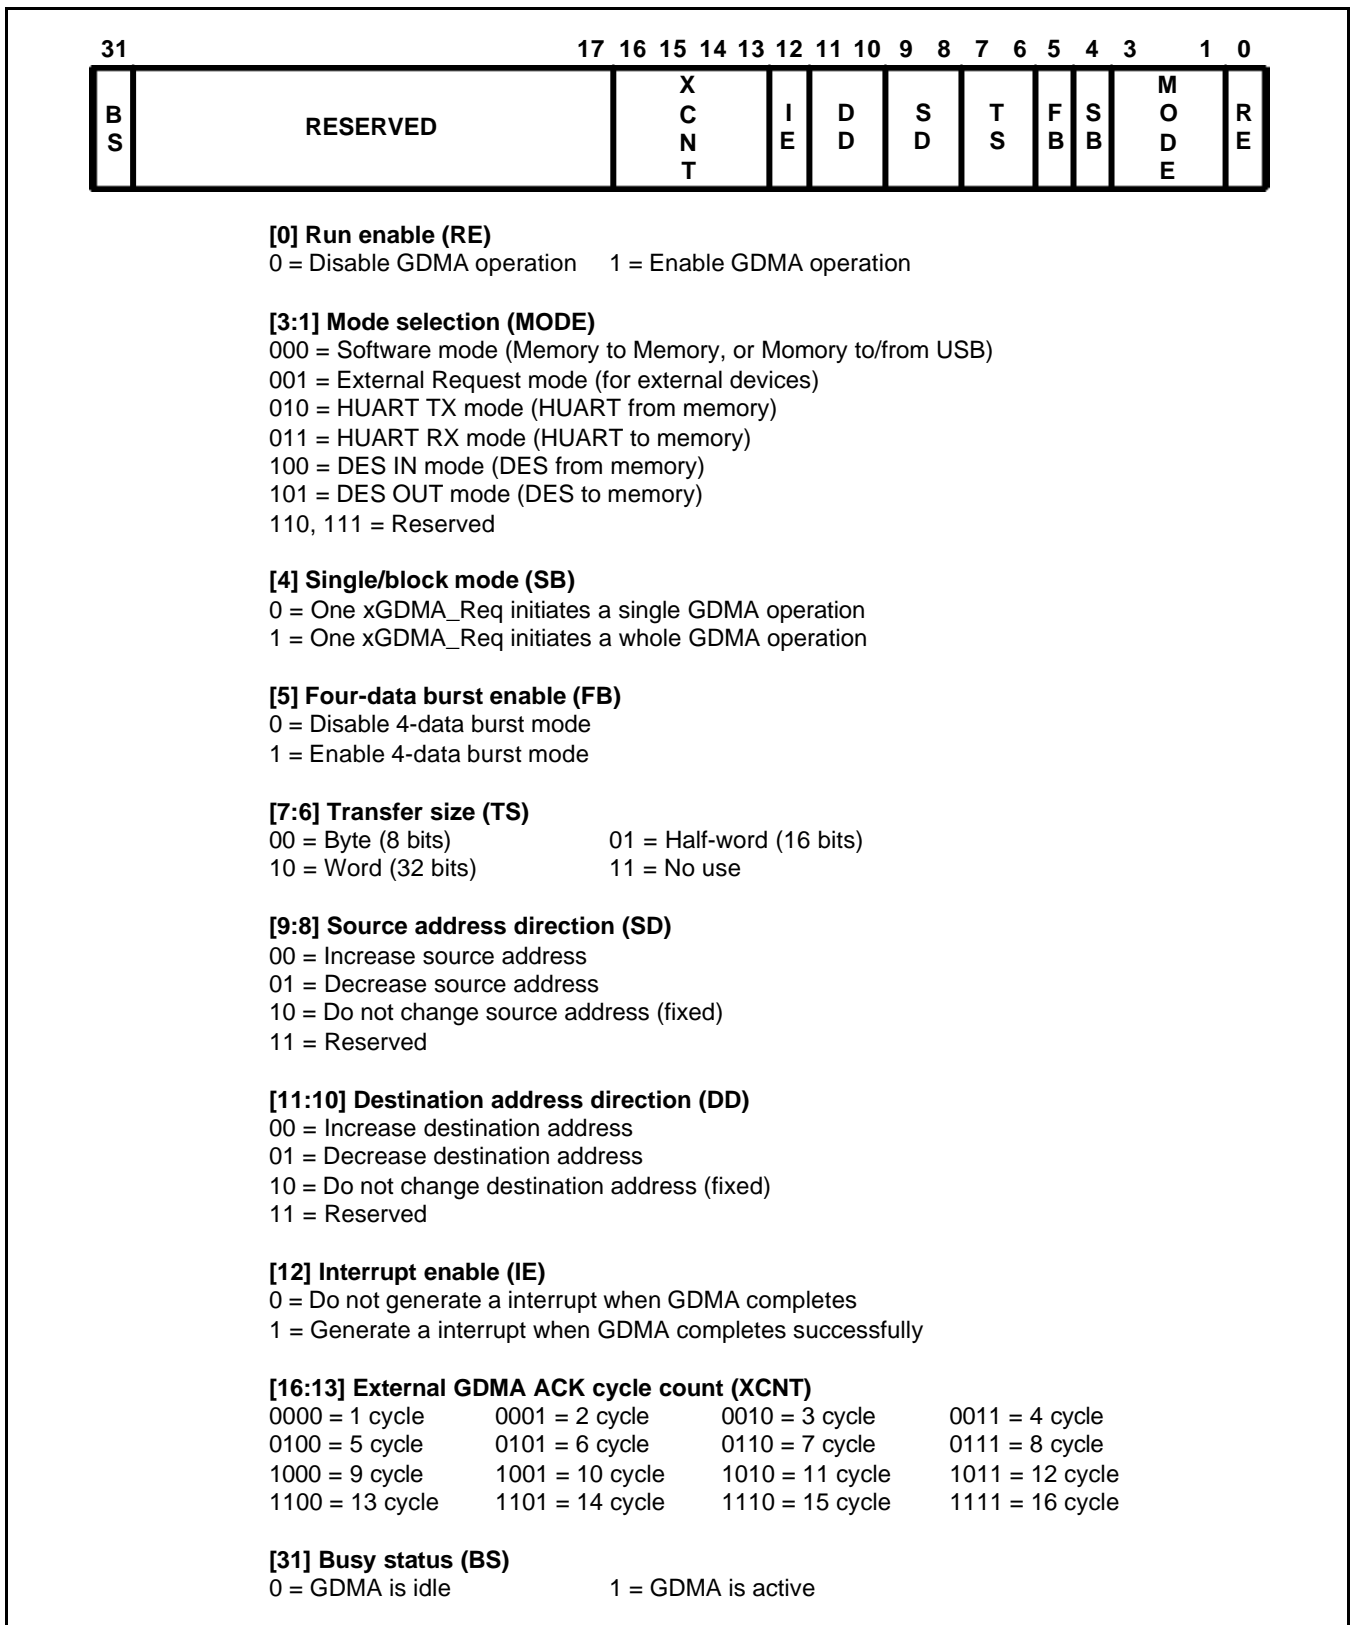 31 17 16 15 14 13 12 11 10 9 8 7 6 5 4 3 1 0
BS RESERVED XCNT IE DD SD TS FB SB MODE RE
[0] Run enable (RE)
0 = Disable GDMA operation 1 = Enable GDMA operation
[3:1] Mode selection (MODE)
000 = Software mode (Memory to Memory, or Momory to/from USB)
001 = External Request mode (for external devices)
010 = HUART TX mode (HUART from memory)
011 = HUART RX mode (HUART to memory)
100 = DES IN mode (DES from memory)
101 = DES OUT mode (DES to memory)
110, 111 = Reserved
[4] Single/block mode (SB)
0 = One xGDMA_Req initiates a single GDMA operation
1 = One xGDMA_Req initiates a whole GDMA operation
[5] Four-data burst enable (FB)
0 = Disable 4-data burst mode
1 = Enable 4-data burst mode
[7:6] Transfer size (TS)
00 = Byte (8 bits) 01 = Half-word (16 bits)
10 = Word (32 bits) 11 = No use
[9:8] Source address direction (SD)
00 = Increase source address
01 = Decrease source address
10 = Do not change source address (fixed)
11 = Reserved
[11:10] Destination address direction (DD)
00 = Increase destination address
01 = Decrease destination address
10 = Do not change destination address (fixed)
11 = Reserved
[12] Interrupt enable (IE)
0 = Do not generate a interrupt when GDMA completes
1 = Generate a interrupt when GDMA completes successfully
[16:13] External GDMA ACK cycle count (XCNT)
0000 = 1 cycle 0001 = 2 cycle 0010 = 3 cycle 0011 = 4 cycle
0100 = 5 cycle 0101 = 6 cycle 0110 = 7 cycle 0111 = 8 cycle
1000 = 9 cycle 1001 = 10 cycle 1010 = 11 cycle 1011 = 12 cycle
1100 = 13 cycle 1101 = 14 cycle 1110 = 15 cycle 1111 = 16 cycle
[31] Busy status (BS)
0 = GDMA is idle 1 = GDMA is active